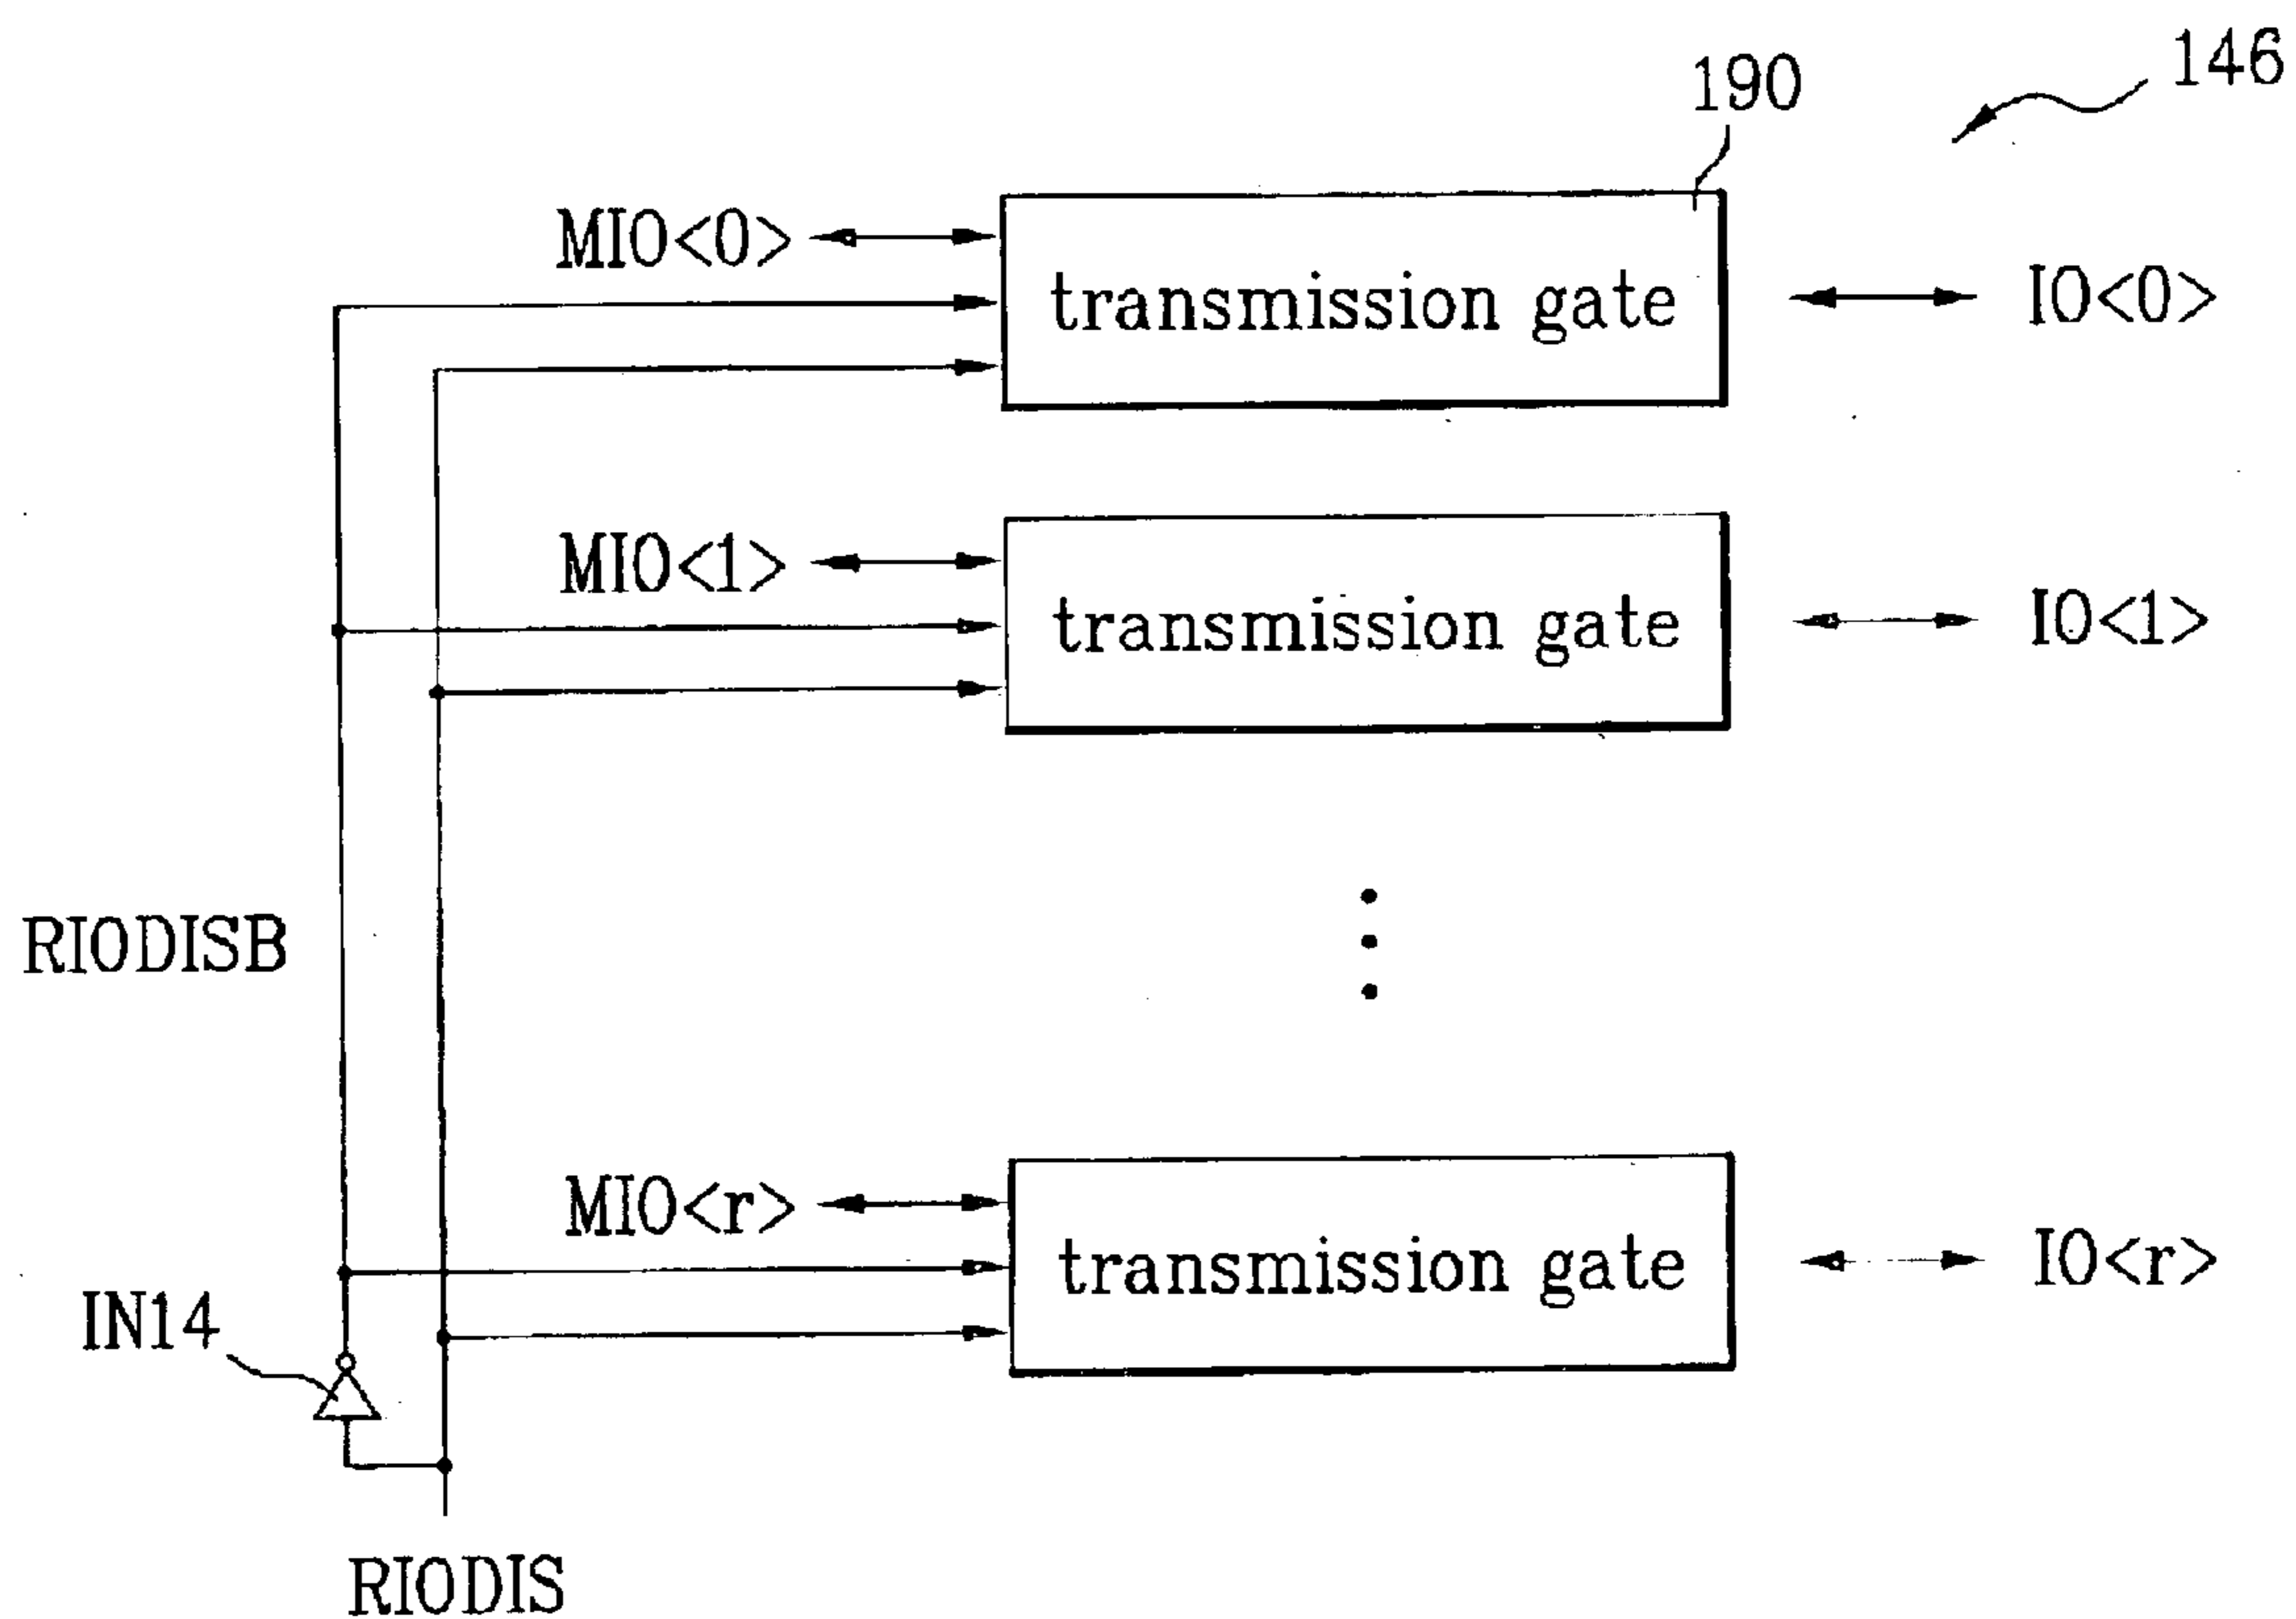 146
190
MIO<0>
transmission gate
IO<0>
MIO<1>
transmission gate
IO<1>
RIODISB
MIO<r>
transmission gate
IO<r>
IN14
RIODIS